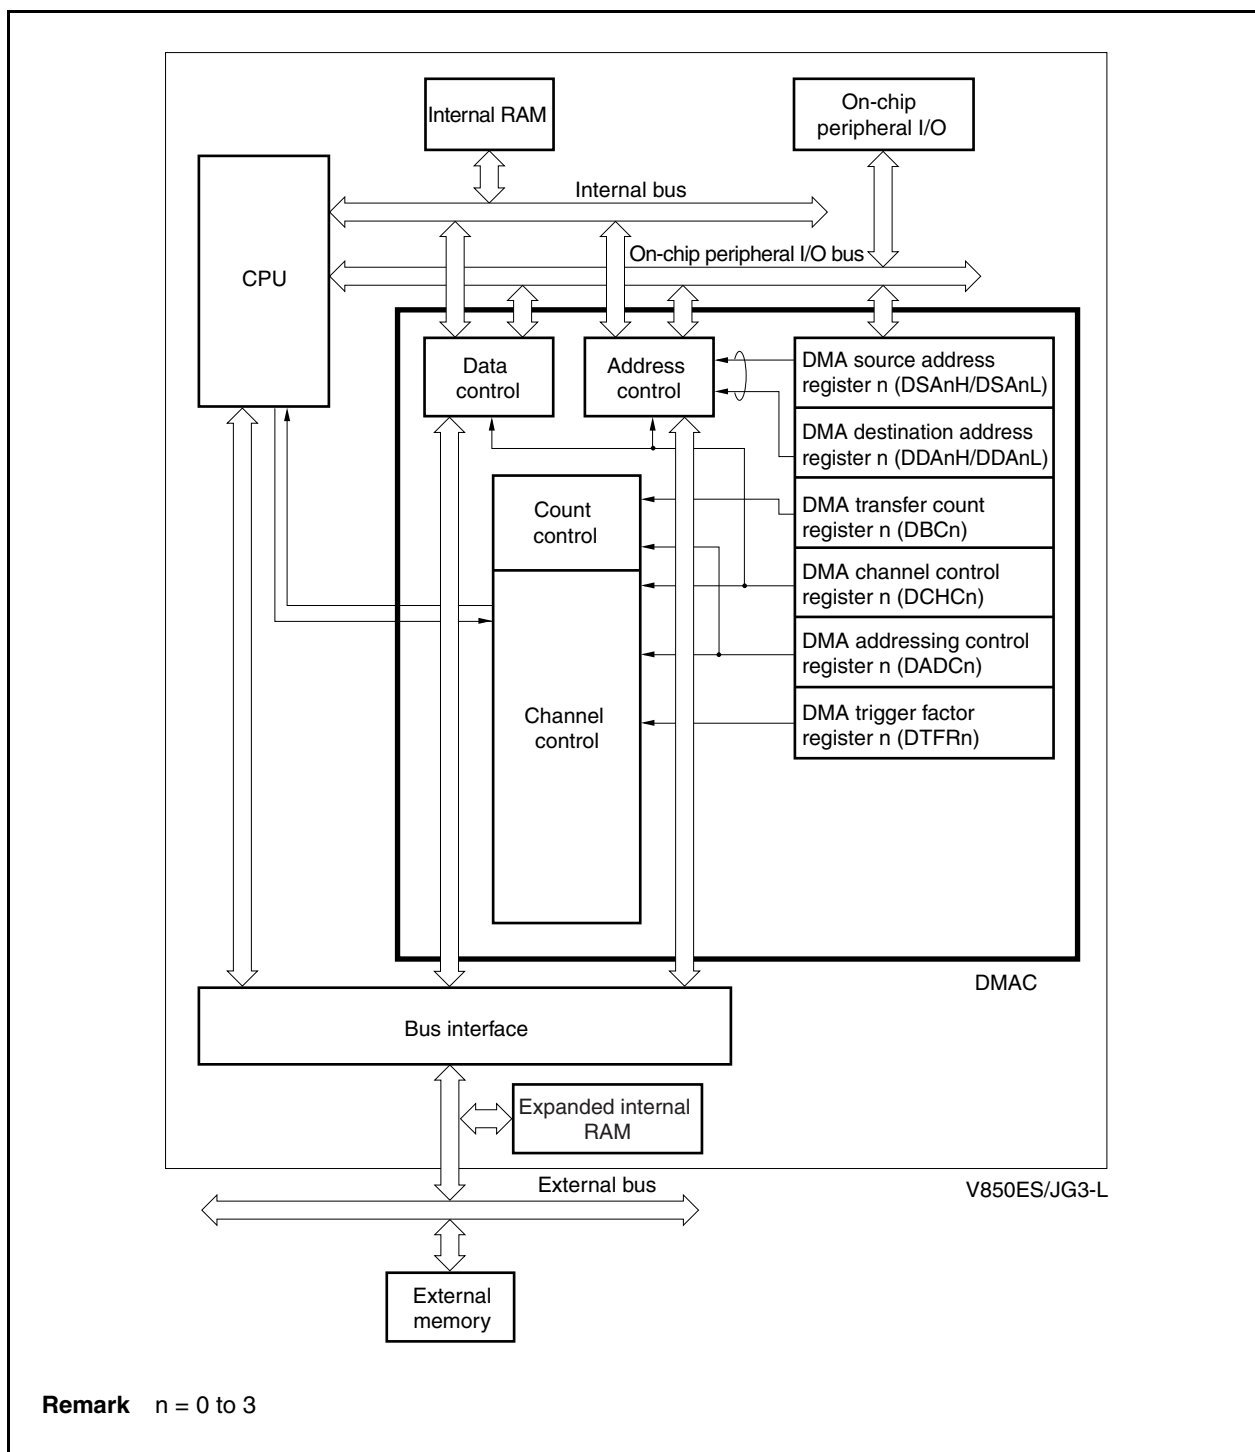 Internal RAM
On-chip
peripheral I/O
Internal bus
CPU
On-chip peripheral I/O bus
Data
control
Address
control
DMA source address
register n (DSAnH/DSAnL)
DMA destination address
register n (DDAnH/DDAnL)
Count
control
DMA transfer count
register n (DBCn)
DMA channel control
register n (DCHCn)
DMA addressing control
register n (DADCn)
Channel
control
DMA trigger factor
register n (DTFRn)
DMAC
Bus interface
Expanded internal
RAM
V850ES/JG3-L
External bus
External
memory
Remark n = 0 to 3